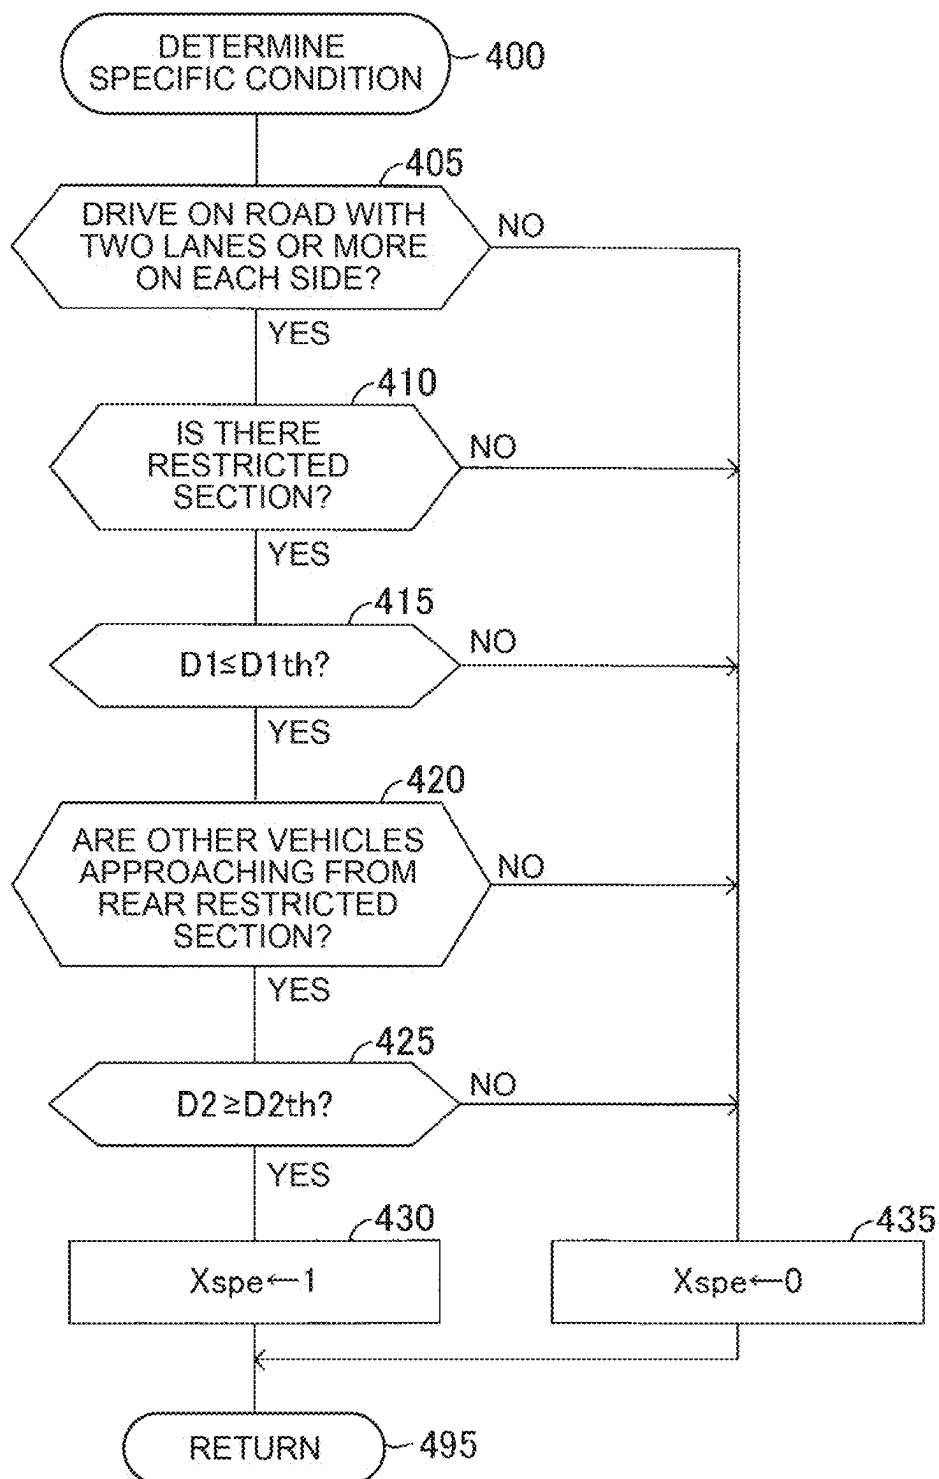 DETERMINE
SPECIFIC CONDITION
400
405
DRIVE ON ROAD WITH
TWO LANES OR MORE
ON EACH SIDE?
NO
YES
410
IS THERE
RESTRICTED
SECTION?
NO
YES
415
D1≦D1th?
NO
YES
420
ARE OTHER VEHICLES
APPROACHING FROM
REAR RESTRICTED
SECTION?
NO
YES
425
D2≧D2th?
NO
YES
430
Xspe←1
435
Xspe←0
RETURN
495